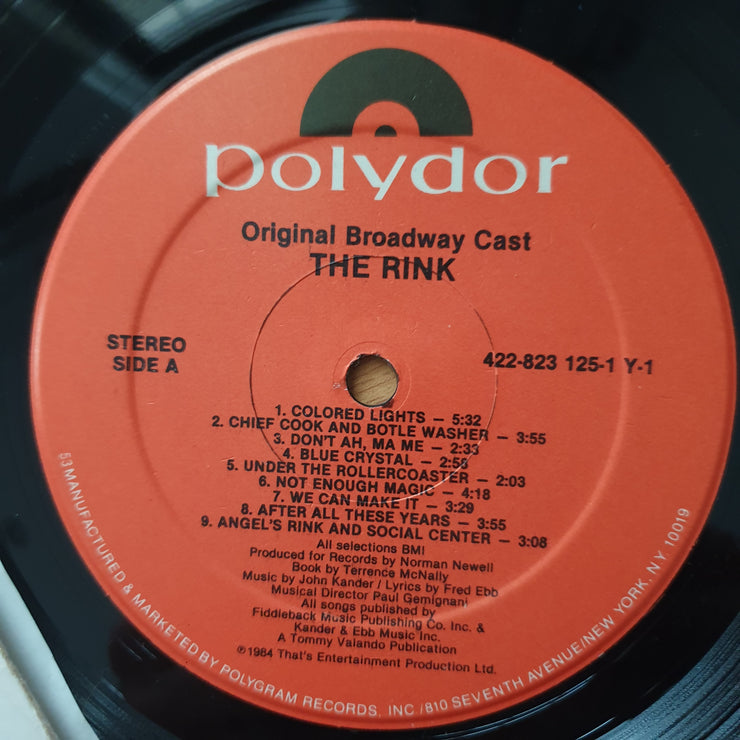 polydor
Original Broadway Cast
THE RINK
STEREO
SIDE A
422-823 125-1 Y-1
1. COLORED LIGHTS – 5:32
2. CHIEF COOK AND BOTLE WASHER – 3:55
3. DON'T AH, MA ME – 2:33
4. BLUE CRYSTAL – 2:58
5. UNDER THE ROLLERCOASTER – 2:03
6. NOT ENOUGH MAGIC – 4:18
7. WE CAN MAKE IT – 3:29
8. AFTER ALL THESE YEARS – 3:55
9. ANGEL'S RINK AND SOCIAL CENTER – 3:08
All selections BMI
Produced for Records by Norman Newell
Book by Terrence McNally
Music by John Kander / Lyrics by Fred Ebb
Musical Director Paul Gemignani
All songs published by
Fiddleback Music Publishing Co. Inc. &
Kander & Ebb Music Inc.
A Tommy Valando Publication
℗1984 That's Entertainment Production Ltd.
53 MANUFACTURED & MARKETED BY POLYGRAM RECORDS, INC /810 SEVENTH AVENUE/NEW YORK, N.Y 10019